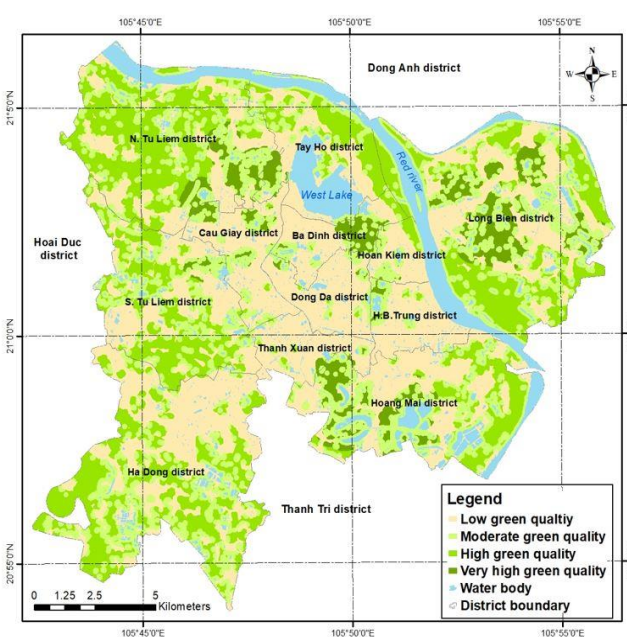 105°45'0"E 105°50'0"E 105°55'0"E
Dong Anh district
N
W E
S
21°5'0"N
21°5'0"N
N. Tu Liem district
Tay Ho district
Red river
West Lake
Long Bien district
Cau Giay district
Ba Dinh district
Hoai Duc
district
Hoan Kiem district
Dong Da district
S. Tu Liem district
H.B.Trung district
21°0'0"N
Thanh Xuan district
Hoang Mai district
Ha Dong district
Thanh Tri district
Legend
Low green qualtiy
Moderate green quality
High green quality
Very high green quality
Water body
District boundary
20°55'0"N
0 1.25 2.5 5
Kilometers
105°45'0"E 105°50'0"E 105°55'0"E